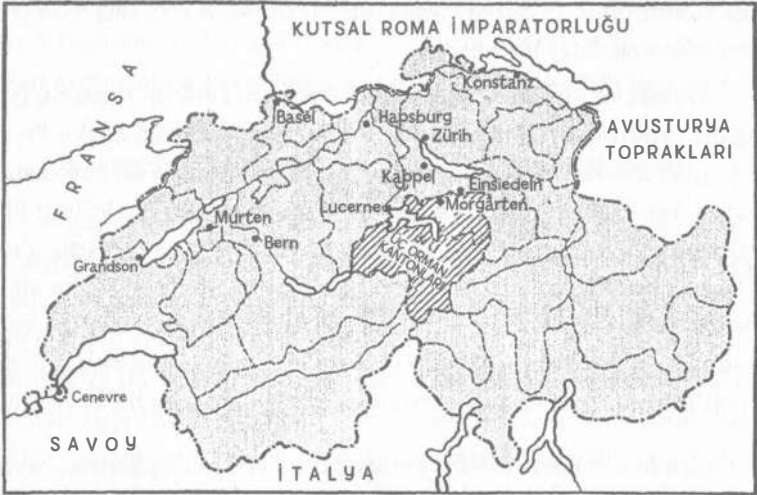 KUTSAL ROMA İMPARATORLUĞU
FRANSA
Konstanz
Basel
Hapsburg
Zürih
AVUSTURYA
TOPRAKLARI
Kappel
Einsiedeln
Lucerne
Morgarten
Murten
Bern
ÜÇ ORMAN
KANTONLARI
Grandson
Cenevre
SAVOY
İTALYA